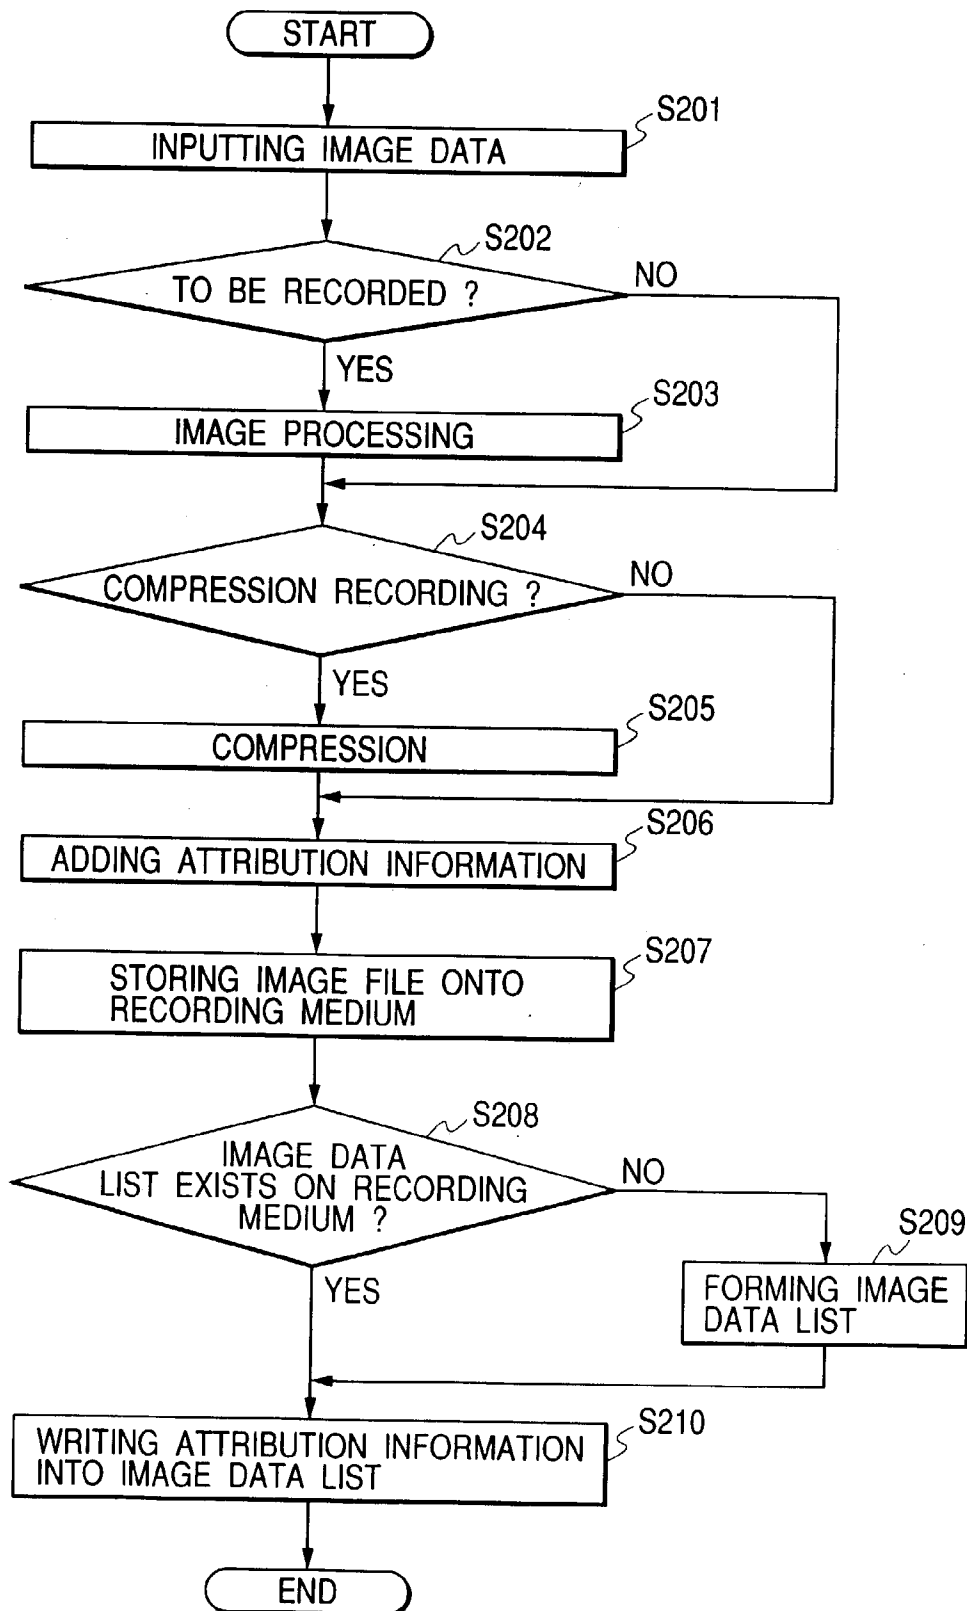 START
S201
INPUTTING IMAGE DATA
S202
TO BE RECORDED ?
NO
YES
S203
IMAGE PROCESSING
S204
COMPRESSION RECORDING ?
NO
YES
S205
COMPRESSION
S206
ADDING ATTRIBUTION INFORMATION
S207
STORING IMAGE FILE ONTO
RECORDING MEDIUM
S208
IMAGE DATA
LIST EXISTS ON RECORDING
MEDIUM ?
NO
YES
S209
FORMING IMAGE
DATA LIST
S210
WRITING ATTRIBUTION INFORMATION
INTO IMAGE DATA LIST
END